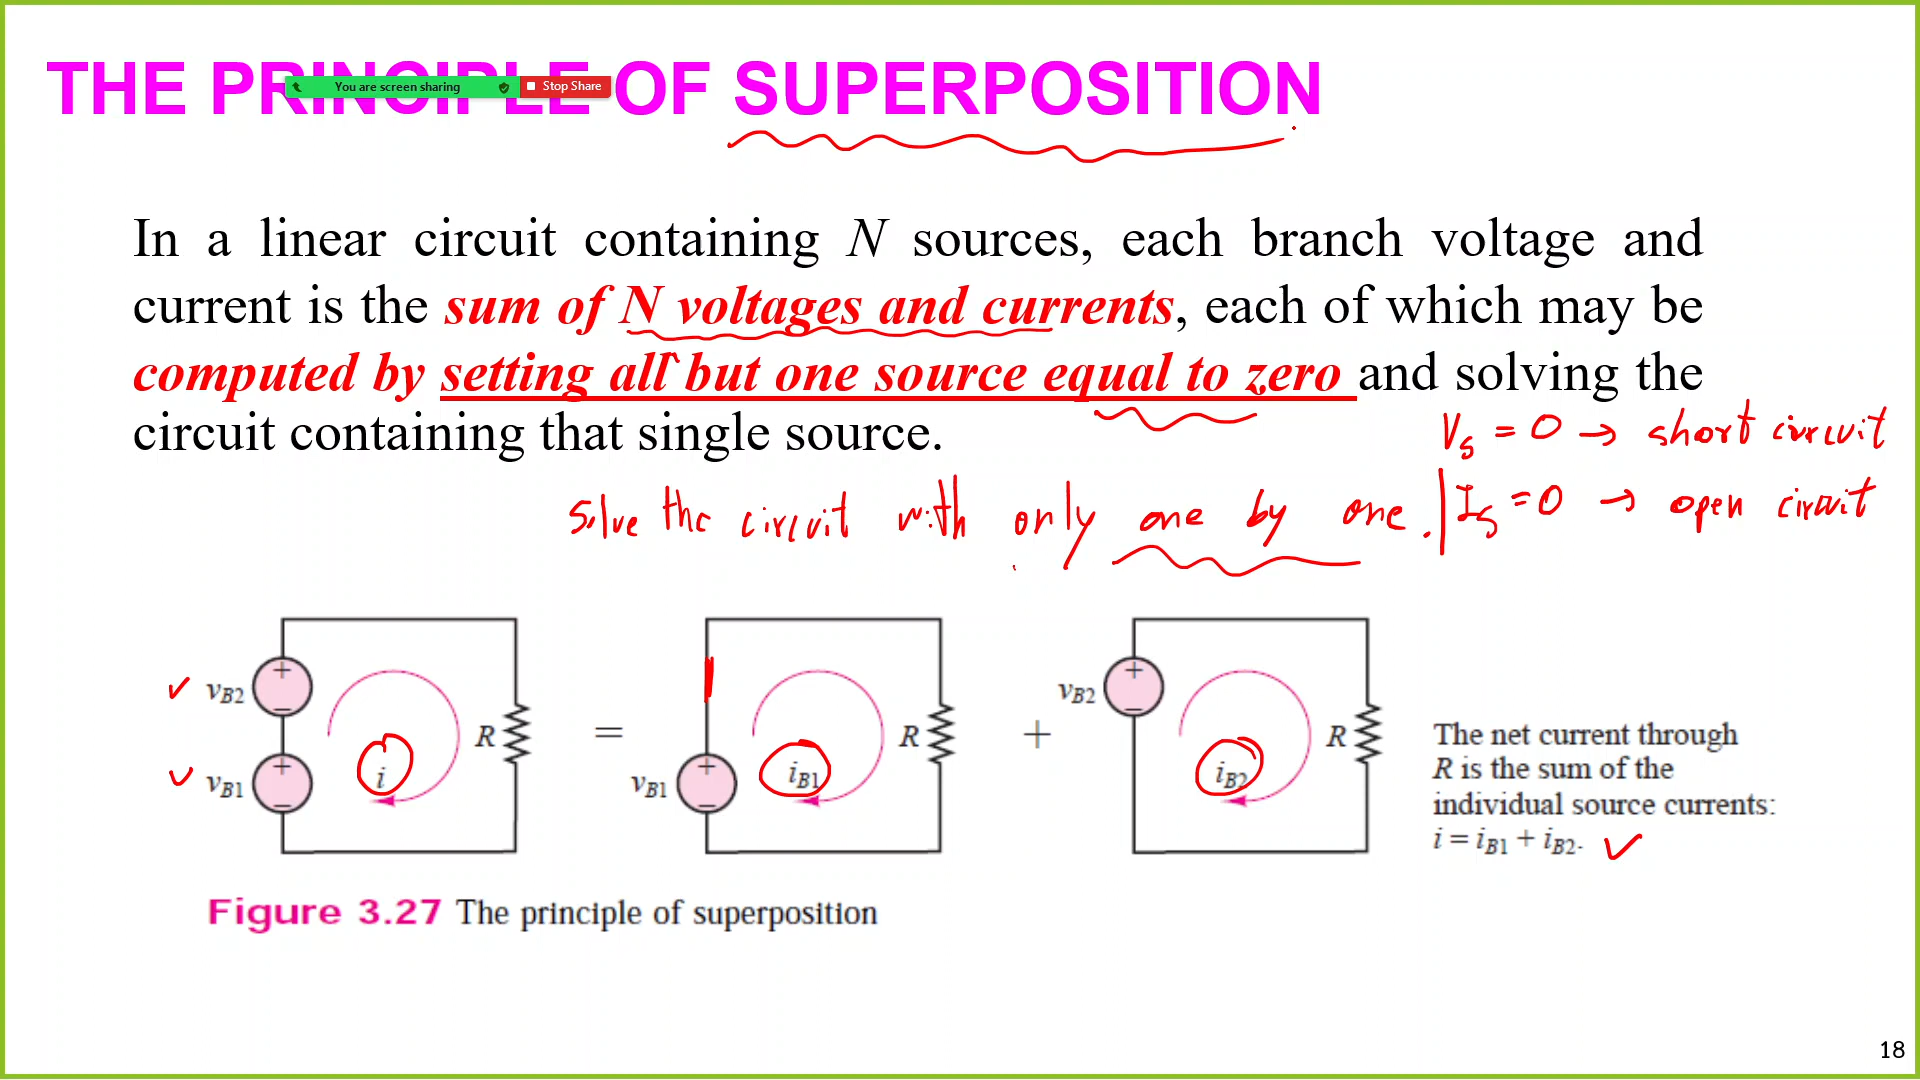 THE PRINCIPLE OF SUPERPOSITION
You are screen sharing
Stop Share
In a linear circuit containing N sources, each branch voltage and
current is the sum of N voltages and currents, each of which may be
computed by setting all but one source equal to zero and solving the
circuit containing that single source.
Vs = 0 → short circuit
solve the circuit with only one by one. | Is = 0 → open circuit
vB2
vB1
i
R
=
vB1
iB1
R
+
vB2
iB2
R
The net current through
R is the sum of the
individual source currents:
i = iB1 + iB2.
Figure 3.27 The principle of superposition
18